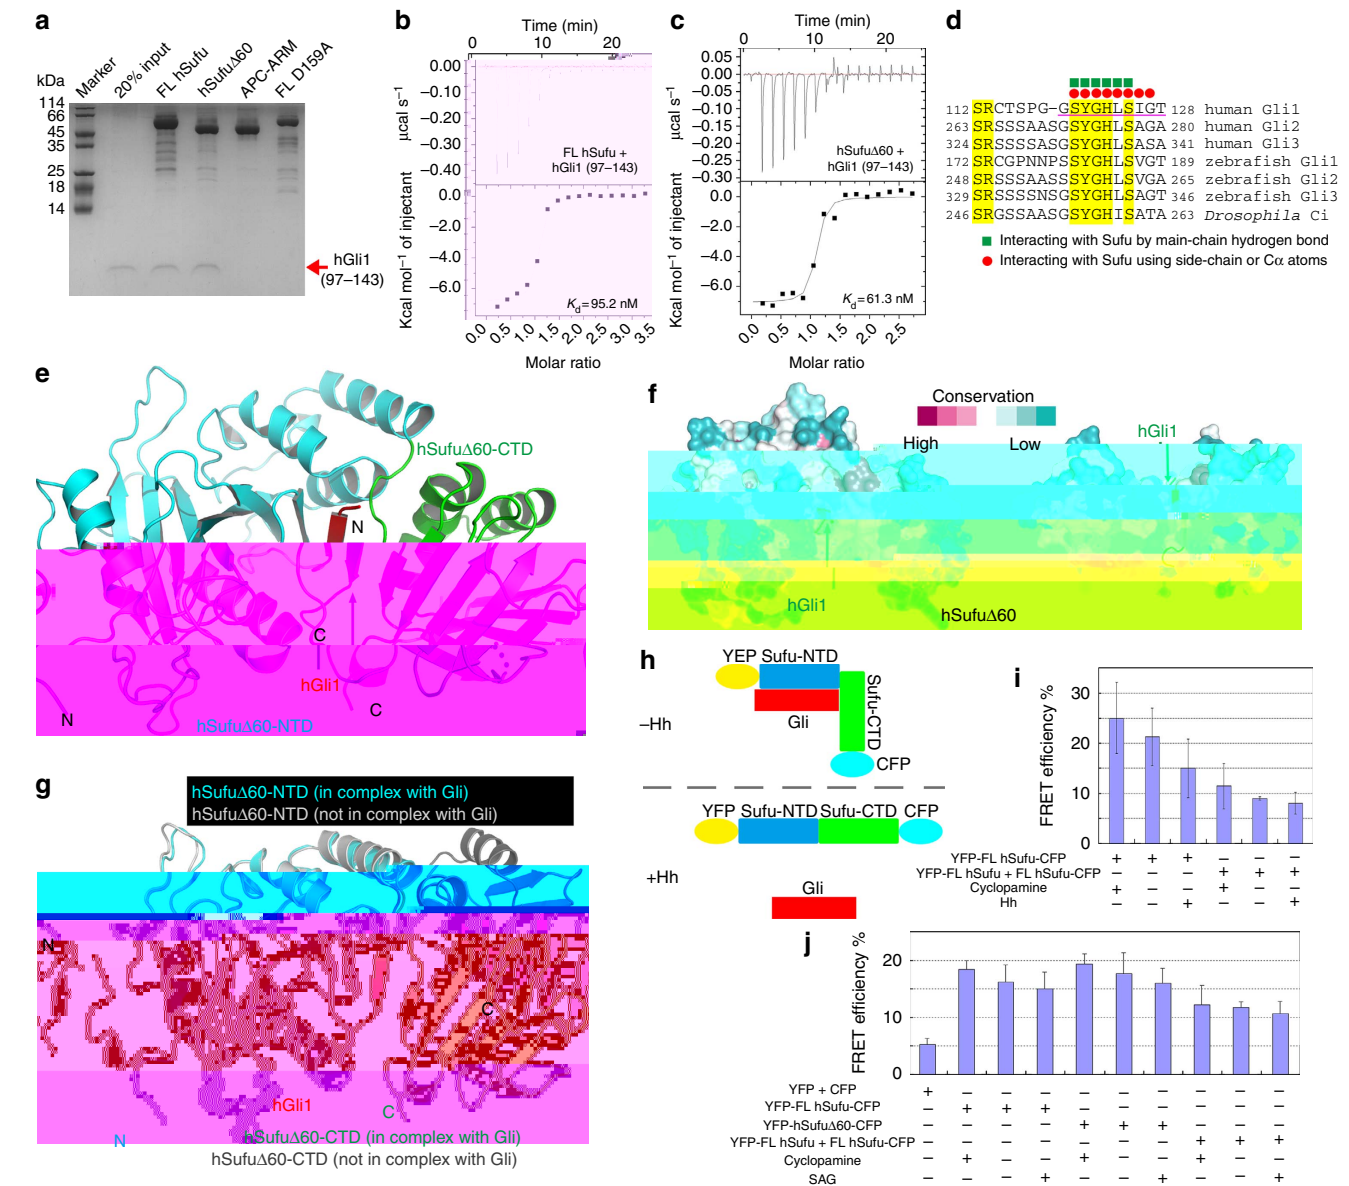 a
kDa
Marker
20% input
FL hSufu
hSufuΔ60
APC-ARM
FL D159A
114
66
45
35
25
18
14
hGli1
(97–143)
b
Time (min)
0 10 20
0.00
−0.10
−0.20
−0.30
−0.40
μcal s−1
FL hSufu +
hGli1 (97–143)
0.0
−2.0
−4.0
−6.0
Kcal mol−1 of injectant
Kd=95.2 nM
0.0 0.5 1.0 1.5 2.0 2.5 3.0 3.5
Molar ratio
c
Time (min)
0 10 20
0.05
0.00
−0.05
−0.10
−0.15
−0.20
−0.25
−0.30
μcal s−1
hSufuΔ60 +
hGli1 (97–143)
0.0
−2.0
−4.0
−6.0
Kcal mol−1 of injectant
Kd=61.3 nM
0.0 0.5 1.0 1.5 2.0 2.5
Molar ratio
d
112 SRCTSPG–GSYGHLSIGT 128 human Gli1
263 SRSSSAASGSYGHLSAGA 280 human Gli2
324 SRSSSAASGSYGHLSASA 341 human Gli3
172 SRCGPNNPSSYGHLSVGT 189 zebrafish Gli1
248 SRSSSAASSSYGHLSVGA 265 zebrafish Gli2
329 SRSSSSNSGSYGHLSAGT 346 zebrafish Gli3
246 SRGSSAASGSYGHISATA 263 Drosophila Ci
Interacting with Sufu by main-chain hydrogen bond
Interacting with Sufu using side-chain or Cα atoms
e
hSufuΔ60-CTD
N
C
hGli1
C
N
hSufuΔ60-NTD
f
Conservation
High Low
hGli1
hGli1
hSufuΔ60
g
hSufuΔ60-NTD (in complex with Gli)
hSufuΔ60-NTD (not in complex with Gli)
N
C
hGli1
C
N
hSufuΔ60-CTD (in complex with Gli)
hSufuΔ60-CTD (not in complex with Gli)
h
YEP Sufu-NTD
Sufu-CTD
Gli
–Hh
CFP
YFP Sufu-NTD Sufu-CTD CFP
+Hh
Gli
i
FRET efficiency %
30
20
10
0
YFP-FL hSufu-CFP + + + – – –
YFP-FL hSufu + FL hSufu-CFP – – – + + +
Cyclopamine + – – + – –
Hh – – + – – +
j
FRET efficiency %
20
10
0
YFP + CFP + – – – – – – – – –
YFP-FL hSufu-CFP – + + + – – – – – –
YFP-hSufuΔ60-CFP – – – – + + + – – –
YFP-FL hSufu + FL hSufu-CFP – – – – – – – + + +
Cyclopamine – + – – + – – + – –
SAG – – – + – – + – – +